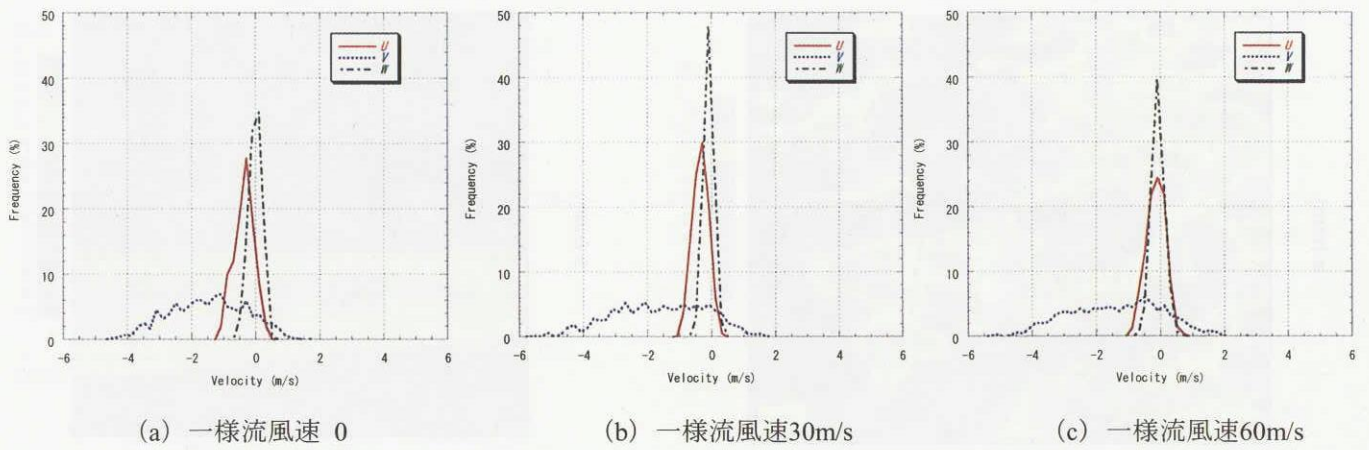 50
40
30
20
10
0
Frequency (%)
-6 -4 -2 0 2 4 6
Velocity (m/s)
U
V
W
(a) 一様流風速 0
50
40
30
20
10
0
Frequency (%)
-6 -4 -2 0 2 4 6
Velocity (m/s)
U
V
W
(b) 一様流風速30m/s
50
40
30
20
10
0
Frequency (%)
-6 -4 -2 0 2 4 6
Velocity (m/s)
U
V
W
(c) 一様流風速60m/s